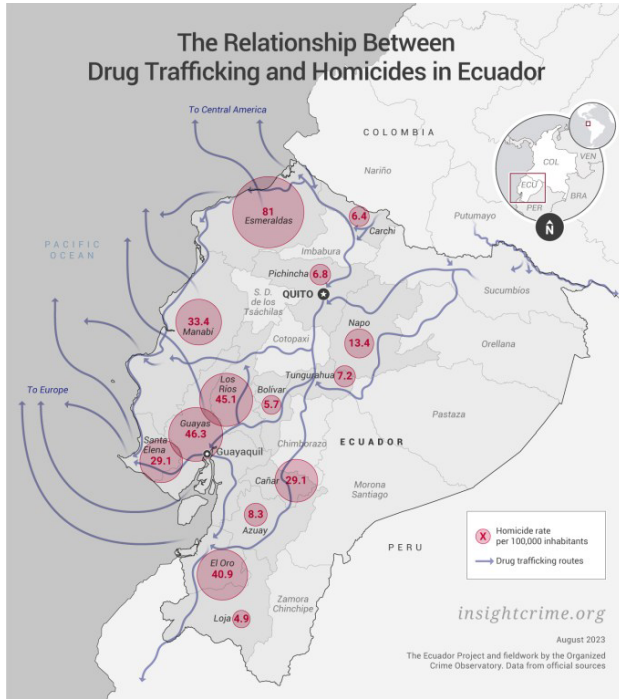 The Relationship Between
Drug Trafficking and Homicides in Ecuador
To Central America
COLOMBIA
Nariño
VEN
COL
ECU
PER
BRA
N
81
Esmeraldas
6.4
Carchi
Putumayo
PACIFIC
OCEAN
Imbabura
Pichincha
6.8
QUITO
Sucumbios
S. D.
de los
Tsáchilas
33.4
Manabí
Napo
13.4
Cotopaxi
Orellana
To Europe
Los
Ríos
45.1
Bolívar
5.7
Tungurahua
7.2
Pastaza
Guayas
46.3
Santa
Elena
29.1
Guayaquil
Chimborazo
ECUADOR
Cañar
29.1
Morona
Santiago
8.3
Azuay
PERU
El Oro
40.9
Zamora
Chinchipe
Loja
4.9
X
Homicide rate
per 100,000 inhabitants
Drug trafficking routes
insightcrime.org
August 2023
The Ecuador Project and fieldwork by the Organized
Crime Observatory. Data from official sources